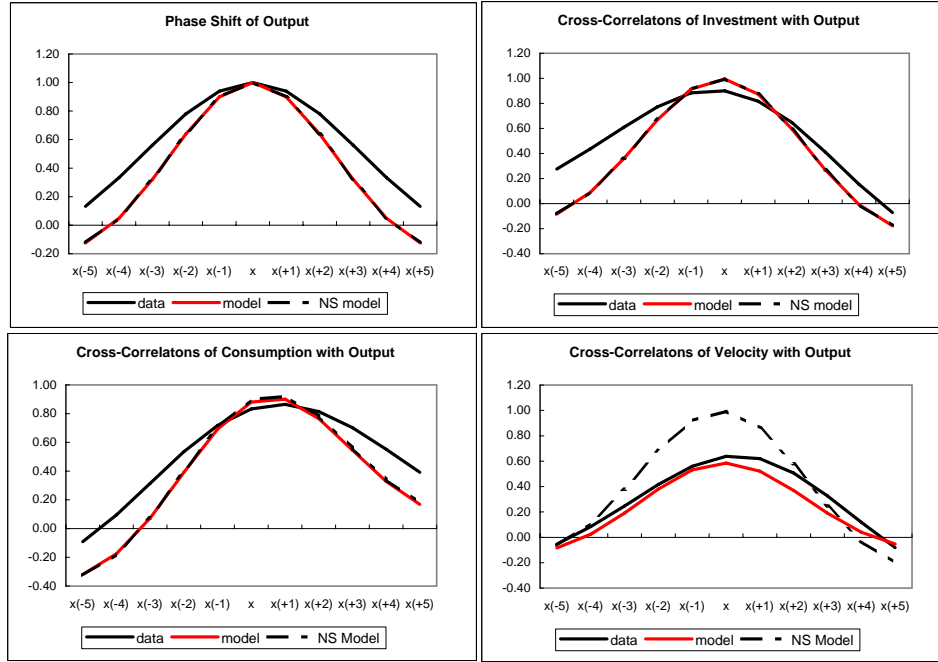 Phase Shift of Output
1.20
1.00
0.80
0.60
0.40
0.20
0.00
-0.20
x(-5) x(-4) x(-3) x(-2) x(-1) x x(+1) x(+2) x(+3) x(+4) x(+5)
data model NS model
Cross-Correlatons of Investment with Output
1.20
1.00
0.80
0.60
0.40
0.20
0.00
-0.20
-0.40
x(-5) x(-4) x(-3) x(-2) x(-1) x x(+1) x(+2) x(+3) x(+4) x(+5)
data model NS model
Cross-Correlatons of Consumption with Output
1.00
0.80
0.60
0.40
0.20
0.00
-0.20
-0.40
x(-5) x(-4) x(-3) x(-2) x(-1) x x(+1) x(+2) x(+3) x(+4) x(+5)
data model NS Model
Cross-Correlatons of Velocity with Output
1.20
1.00
0.80
0.60
0.40
0.20
0.00
-0.20
-0.40
x(-5) x(-4) x(-3) x(-2) x(-1) x x(+1) x(+2) x(+3) x(+4) x(+5)
data model NS Model